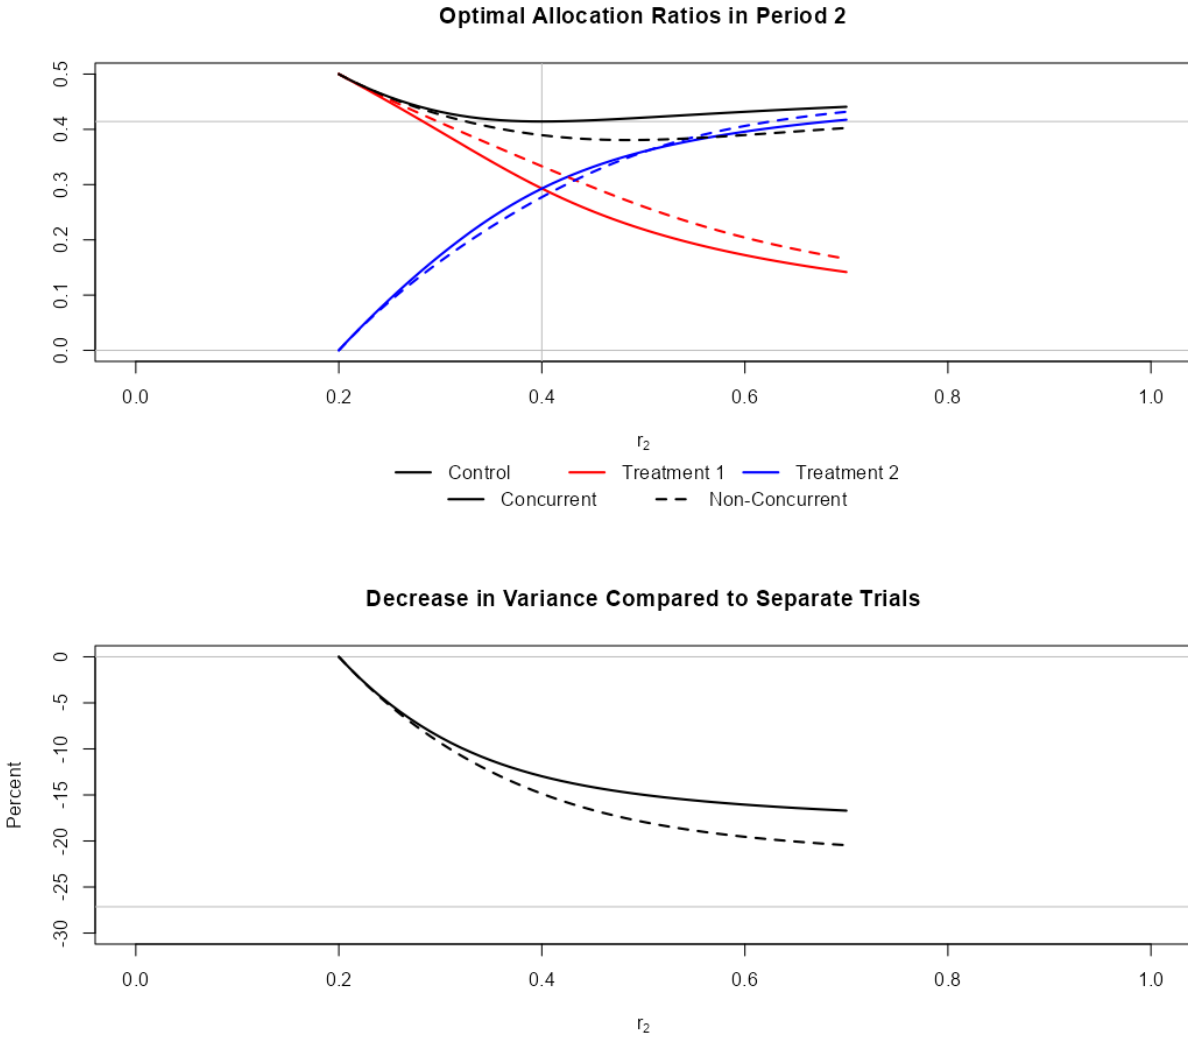 Optimal Allocation Ratios in Period 2
0.5
0.4
0.3
0.2
0.1
0.0
0.0 0.2 0.4 0.6 0.8 1.0
r2
Control Treatment 1 Treatment 2
Concurrent Non-Concurrent
Decrease in Variance Compared to Separate Trials
Percent
0
-5
-10
-15
-20
-25
-30
0.0 0.2 0.4 0.6 0.8 1.0
r2